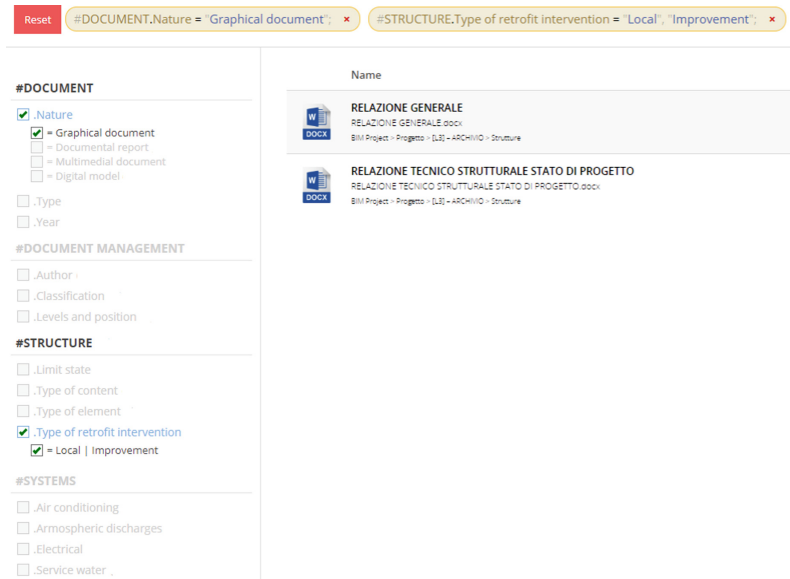 Reset #DOCUMENT.Nature = "Graphical document"; × #STRUCTURE.Type of retrofit intervention = "Local", "Improvement"; ×
#DOCUMENT
.Nature
= Graphical document
= Documental report
= Multimedial document
= Digital model
.Type
.Year
#DOCUMENT MANAGEMENT
.Author
.Classification
.Levels and position
#STRUCTURE
.Limit state
.Type of content
.Type of element
.Type of retrofit intervention
= Local | Improvement
#SYSTEMS
.Air conditioning
.Armospheric discharges
.Electrical
.Service water
Name
W
DOCX
RELAZIONE GENERALE
RELAZIONE GENERALE.docx
BIM Project > Progetto > [L3] – ARCHIVIO > Strutture
W
DOCX
RELAZIONE TECNICO STRUTTURALE STATO DI PROGETTO
RELAZIONE TECNICO STRUTTURALE STATO DI PROGETTO.docx
BIM Project > Progetto > [L3] – ARCHIVIO > Strutture